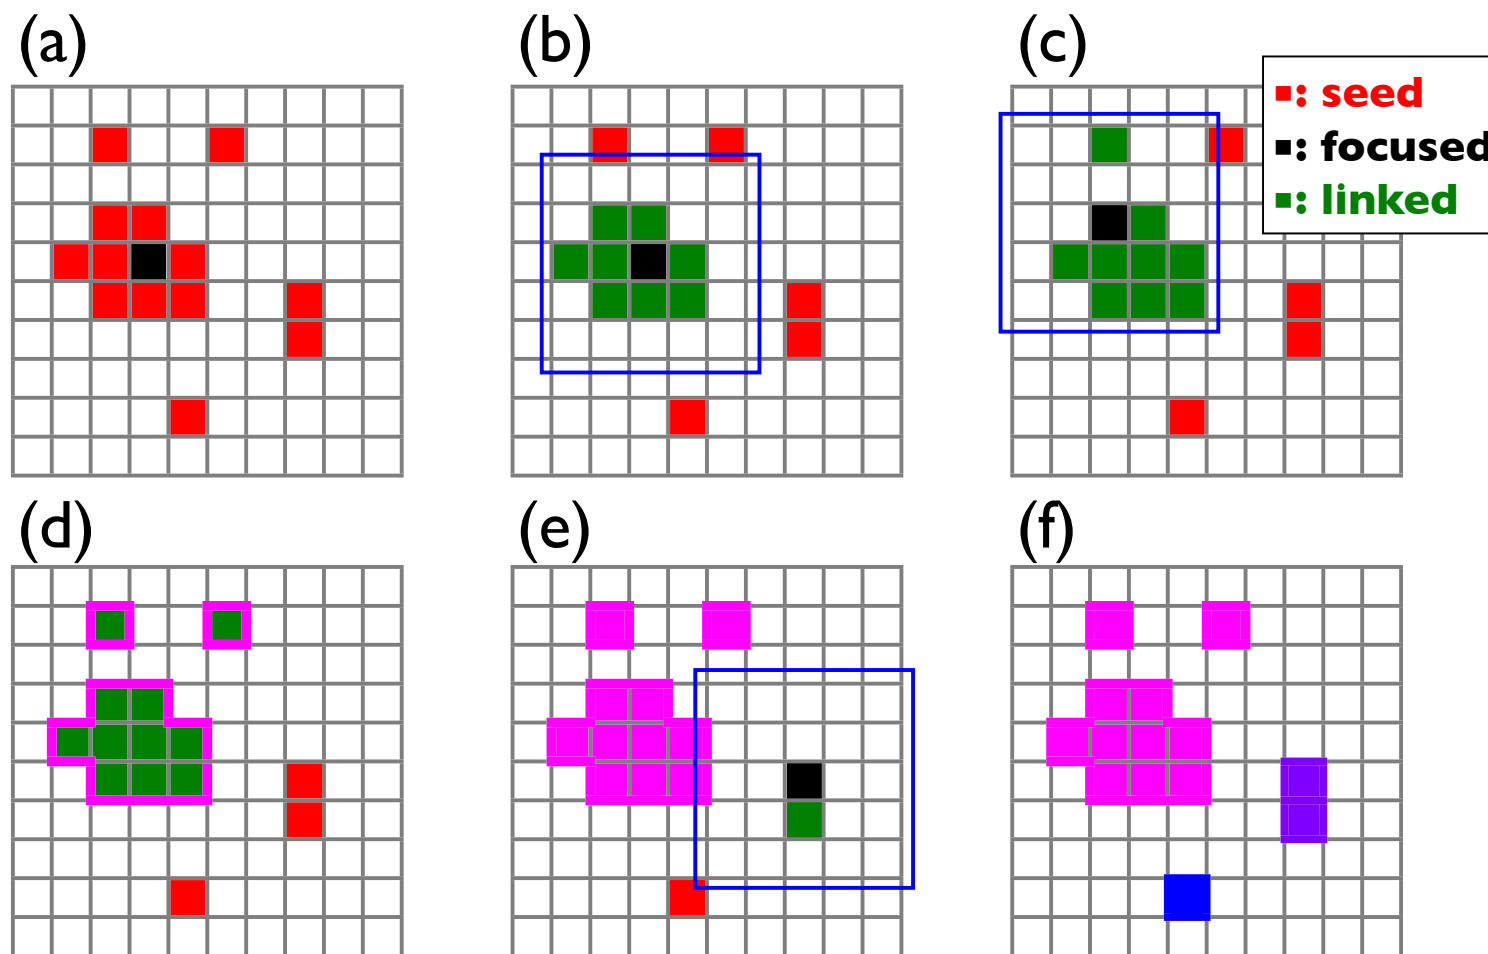 (a)
(b)
(c)
: seed
: focused
: linked
(d)
(e)
(f)